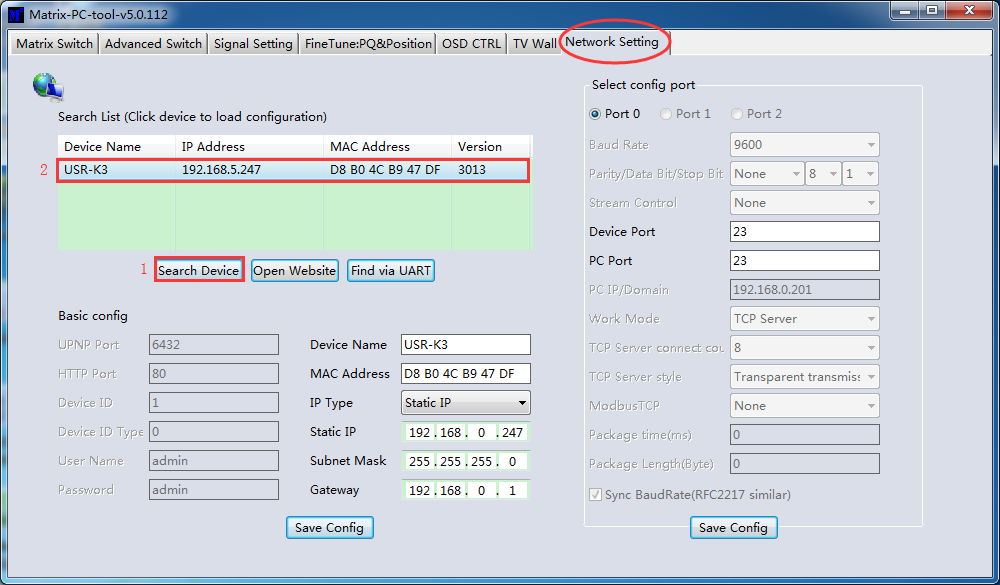 Matrix-PC-tool-v5.0.112
Matrix Switch Advanced Switch Signal Setting FineTune:PQ&Position OSD CTRL TV Wall Network Setting
Search List (Click device to load configuration)
Device Name IP Address MAC Address Version
2 USR-K3 192.168.5.247 D8 B0 4C B9 47 DF 3013
1 Search Device Open Website Find via UART
Basic config
UPNP Port 6432
HTTP Port 80
Device ID 1
Device ID Type 0
User Name admin
Password admin
Device Name USR-K3
MAC Address D8 B0 4C B9 47 DF
IP Type Static IP
Static IP 192 . 168 . 0 . 247
Subnet Mask 255 . 255 . 255 . 0
Gateway 192 . 168 . 0 . 1
Save Config
Select config port
Port 0 Port 1 Port 2
Baud Rate 9600
Parity/Data Bit/Stop Bit None 8 1
Stream Control None
Device Port 23
PC Port 23
PC IP/Domain 192.168.0.201
Work Mode TCP Server
TCP Server connect cou 8
TCP Server style Transparent transmis
ModbusTCP None
Package time(ms) 0
Package Length(Byte) 0
Sync BaudRate(RFC2217 similar)
Save Config